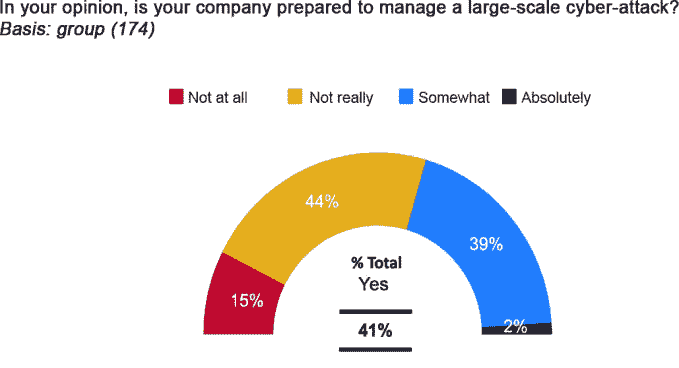 In your opinion, is your company prepared to manage a large-scale cyber-attack?
Basis: group (174)
Not at all Not really Somewhat Absolutely
44%
39%
15%
2%
% Total
Yes
41%